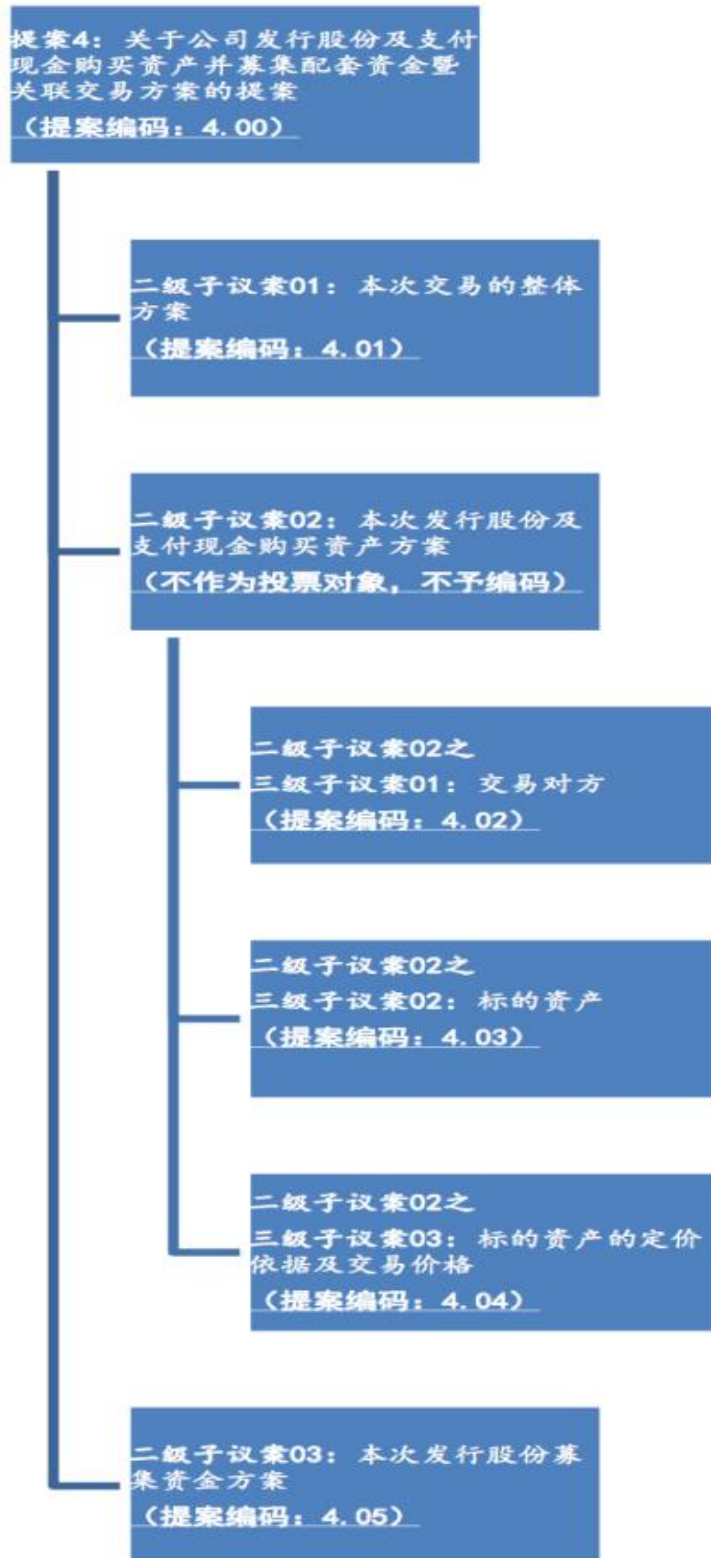 提案4：关于公司发行股份及支付
现金购买资产并募集配套资金暨
关联交易方案的提案
（提案编码：4.00）
二级子议案01：本次交易的整体
方案
（提案编码：4.01）
二级子议案02：本次发行股份及
支付现金购买资产方案
（不作为投票对象，不予编码）
二级子议案02之
三级子议案01：交易对方
（提案编码：4.02）
二级子议案02之
三级子议案02：标的资产
（提案编码：4.03）
二级子议案02之
三级子议案03：标的资产的定价
依据及交易价格
（提案编码：4.04）
二级子议案03：本次发行股份募
集资金方案
（提案编码：4.05）